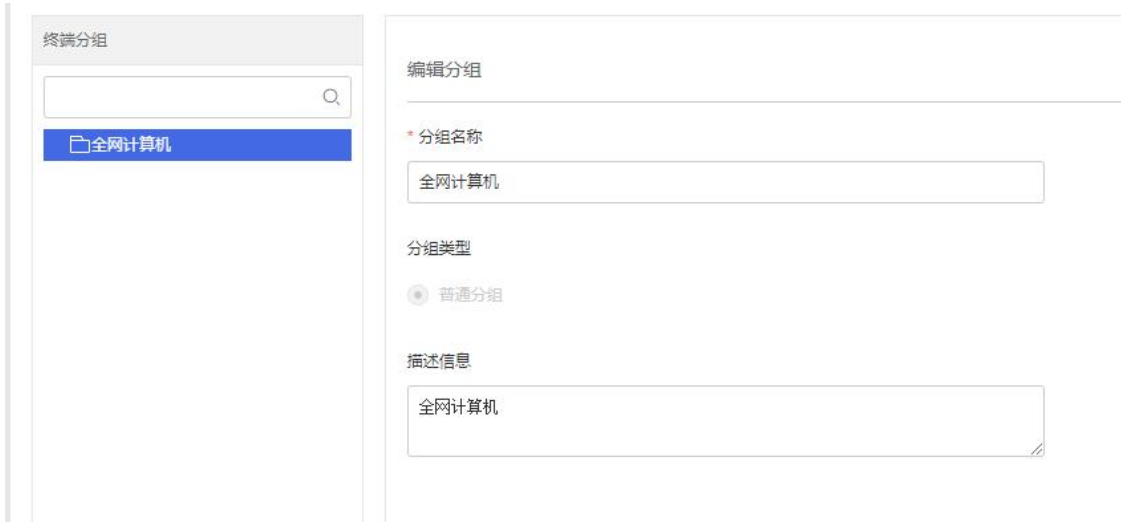 终端分组
全网计算机
编辑分组
* 分组名称
全网计算机
分组类型
普通分组
描述信息
全网计算机